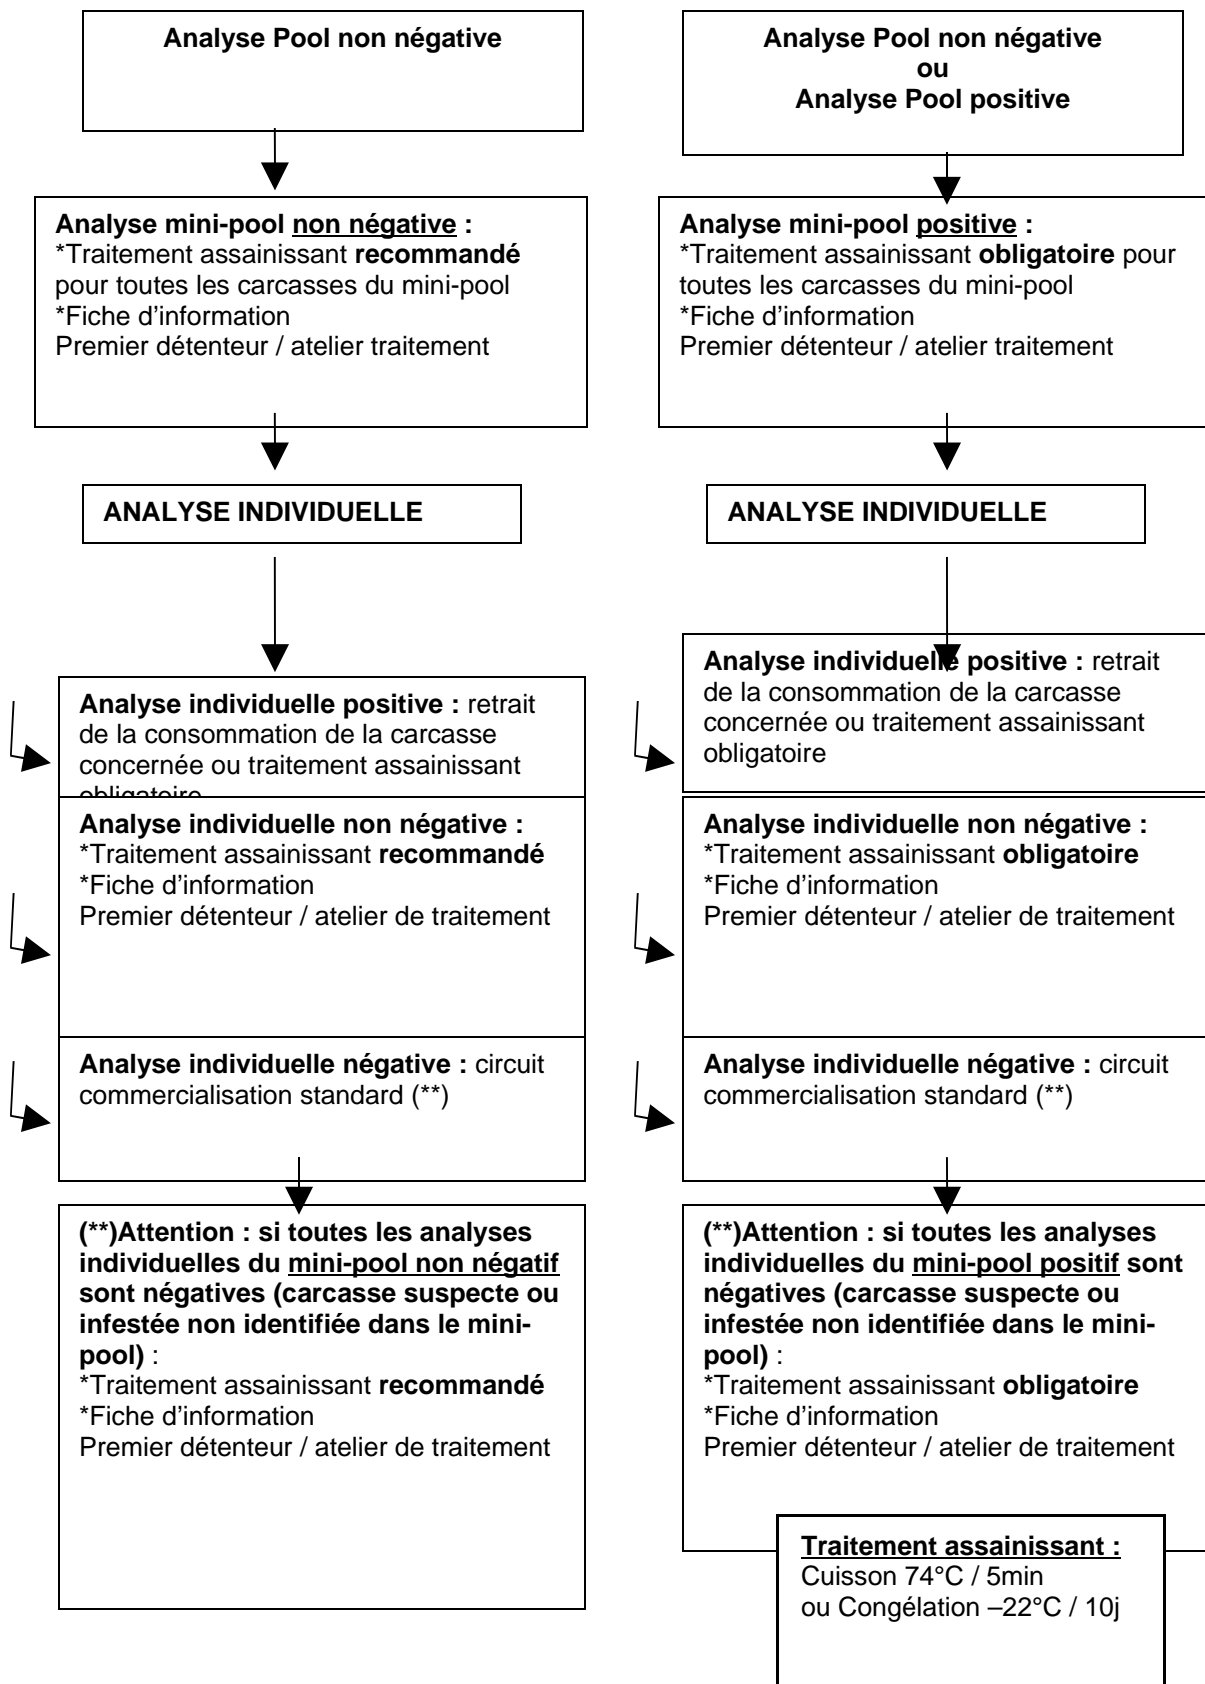 Analyse Pool non négative
Analyse mini-pool non négative :
*Traitement assainissant recommandé
pour toutes les carcasses du mini-pool
*Fiche d'information
Premier détenteur / atelier traitement
ANALYSE INDIVIDUELLE
Analyse individuelle positive : retrait
de la consommation de la carcasse
concernée ou traitement assainissant
obligatoire
Analyse individuelle non négative :
*Traitement assainissant recommandé
*Fiche d'information
Premier détenteur / atelier de traitement
Analyse individuelle négative : circuit
commercialisation standard (**)
(**)Attention : si toutes les analyses
individuelles du mini-pool non négatif
sont négatives (carcasse suspecte ou
infestée non identifiée dans le mini-
pool) :
*Traitement assainissant recommandé
*Fiche d'information
Premier détenteur / atelier de traitement
Analyse Pool non négative
ou
Analyse Pool positive
Analyse mini-pool positive :
*Traitement assainissant obligatoire pour
toutes les carcasses du mini-pool
*Fiche d'information
Premier détenteur / atelier traitement
ANALYSE INDIVIDUELLE
Analyse individuelle positive : retrait
de la consommation de la carcasse
concernée ou traitement assainissant
obligatoire
Analyse individuelle non négative :
*Traitement assainissant obligatoire
*Fiche d'information
Premier détenteur / atelier de traitement
Analyse individuelle négative : circuit
commercialisation standard (**)
(**)Attention : si toutes les analyses
individuelles du mini-pool positif sont
négatives (carcasse suspecte ou
infestée non identifiée dans le mini-
pool) :
*Traitement assainissant obligatoire
*Fiche d'information
Premier détenteur / atelier de traitement
Traitement assainissant :
Cuisson 74°C / 5min
ou Congélation –22°C / 10j